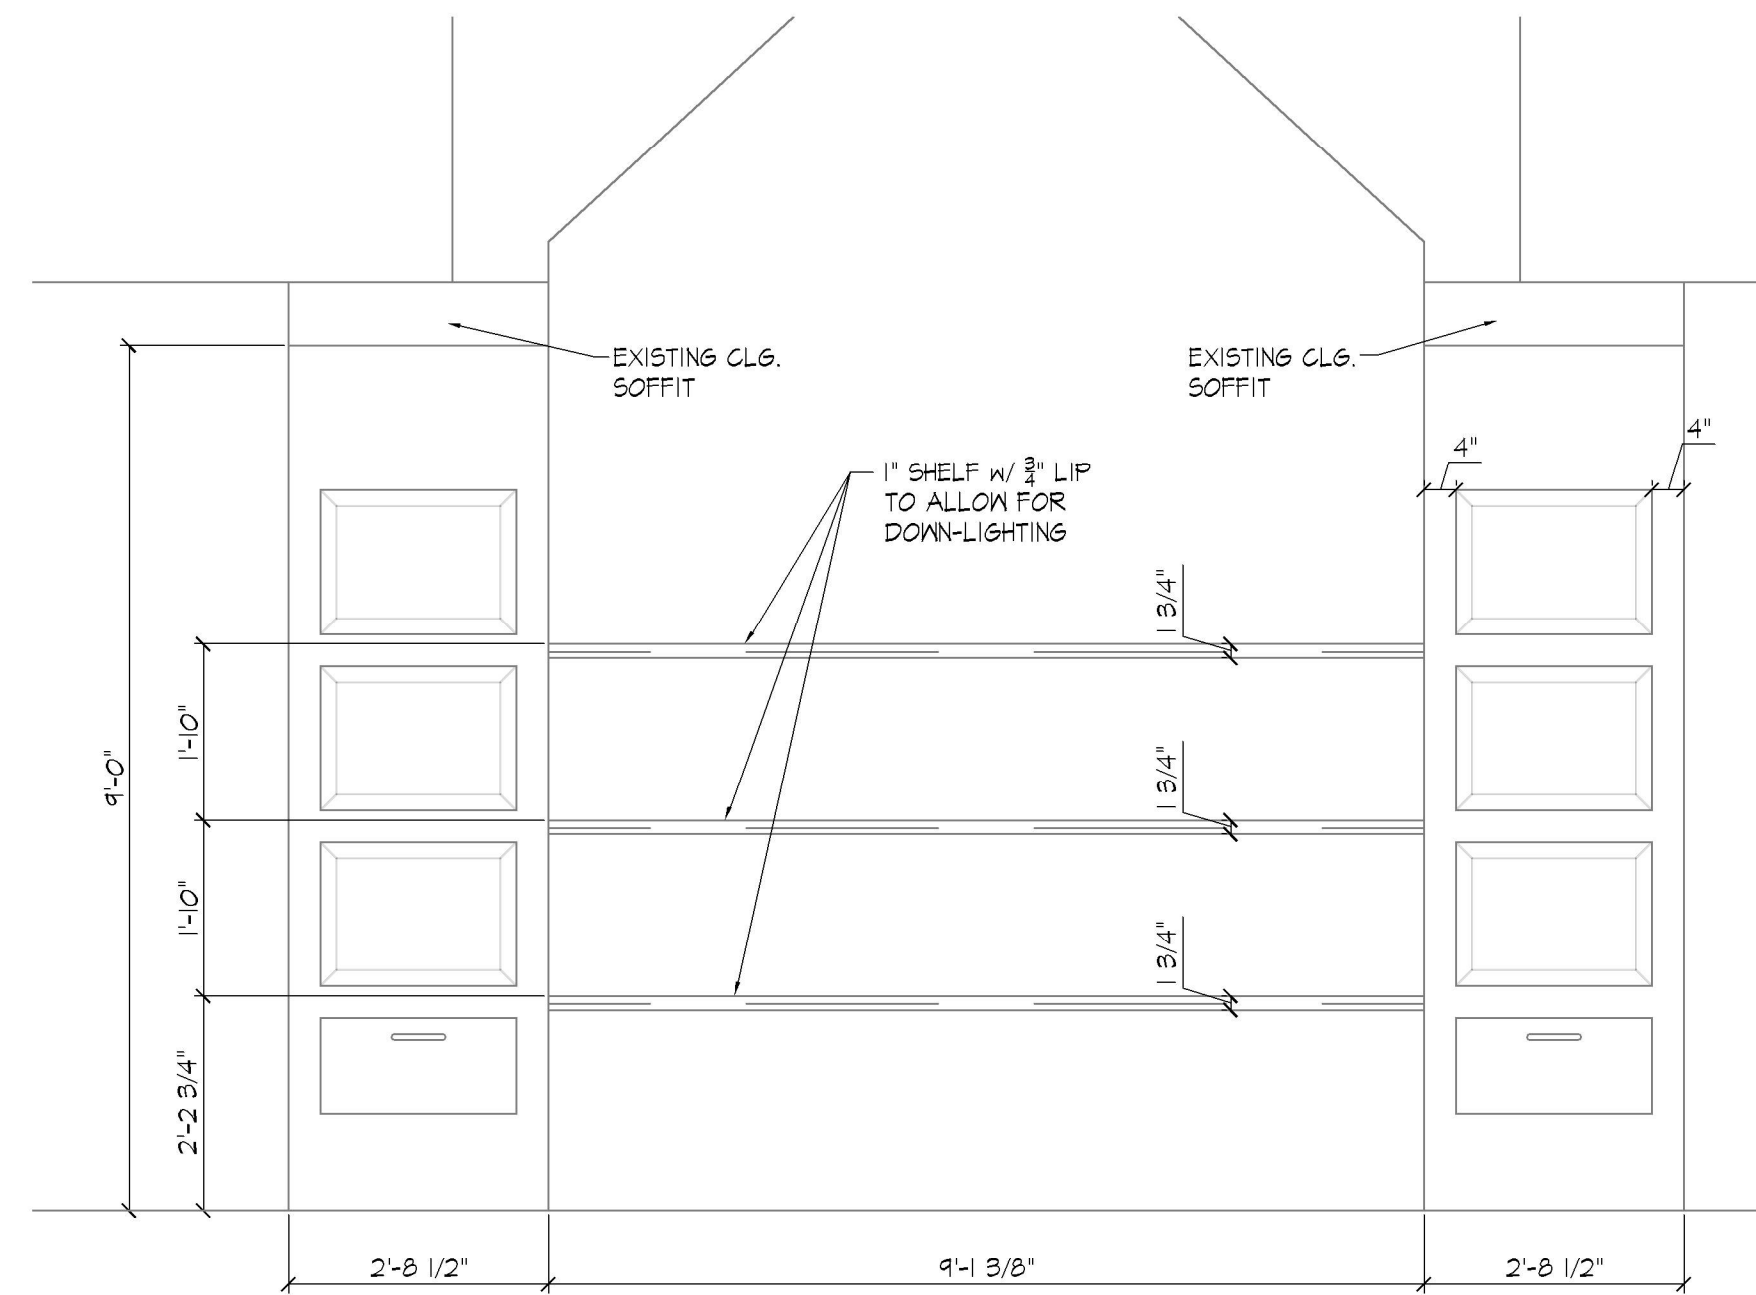 EXISTING CLG.
SOFFIT
EXISTING CLG.
SOFFIT
4"
4"
1" SHELF W/ 3/4" LIP
TO ALLOW FOR
DOWN-LIGHTING
1 3/4"
1'-10"
9'-0"
1 3/4"
1'-10"
1 3/4"
2'-2 3/4"
2'-8 1/2"
9'-1 3/8"
2'-8 1/2"